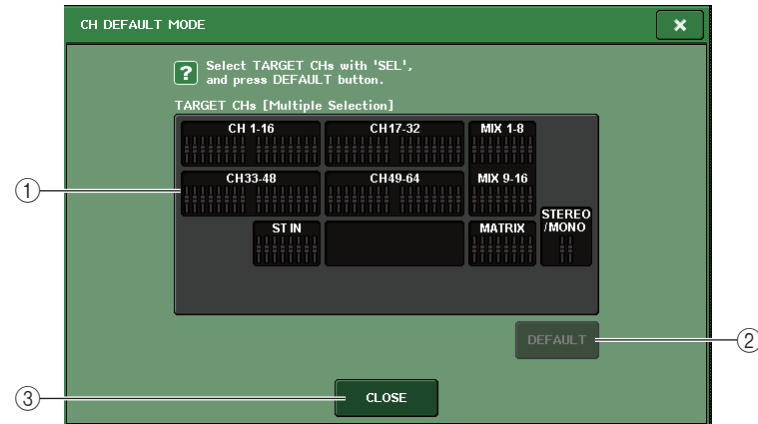 CH DEFAULT MODE
×
? Select TARGET CHs with 'SEL',
and press DEFAULT button.
TARGET CHs [Multiple Selection]
CH 1-16 CH17-32 MIX 1-8
① CH33-48 CH49-64 MIX 9-16
ST IN MATRIX STEREO
/MONO
DEFAULT ②
③ CLOSE